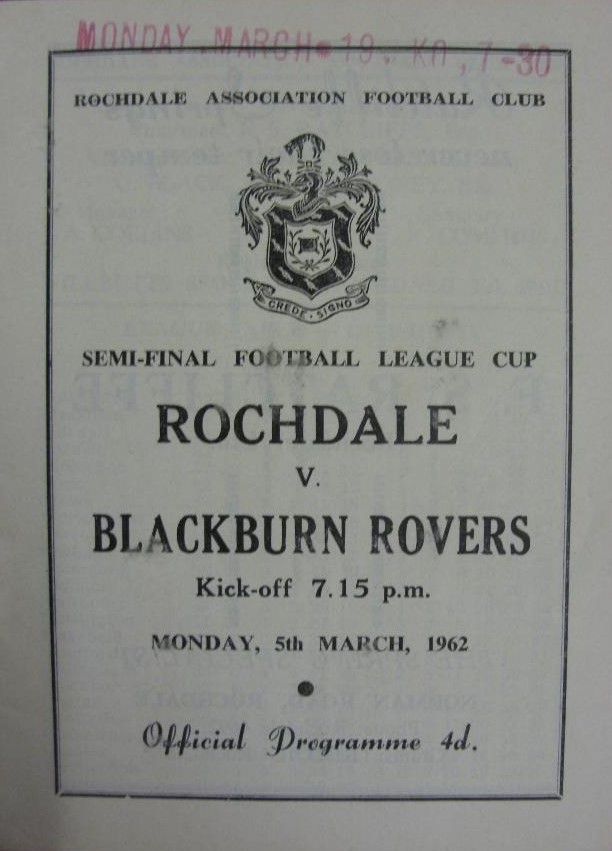 MONDAY, MARCH 19. KO, 7-30
ROCHDALE ASSOCIATION FOOTBALL CLUB
CREDE · SIGNO
SEMI-FINAL FOOTBALL LEAGUE CUP
ROCHDALE
V.
BLACKBURN ROVERS
Kick-off 7.15 p.m.
MONDAY, 5th MARCH, 1962
Official Programme 4d.